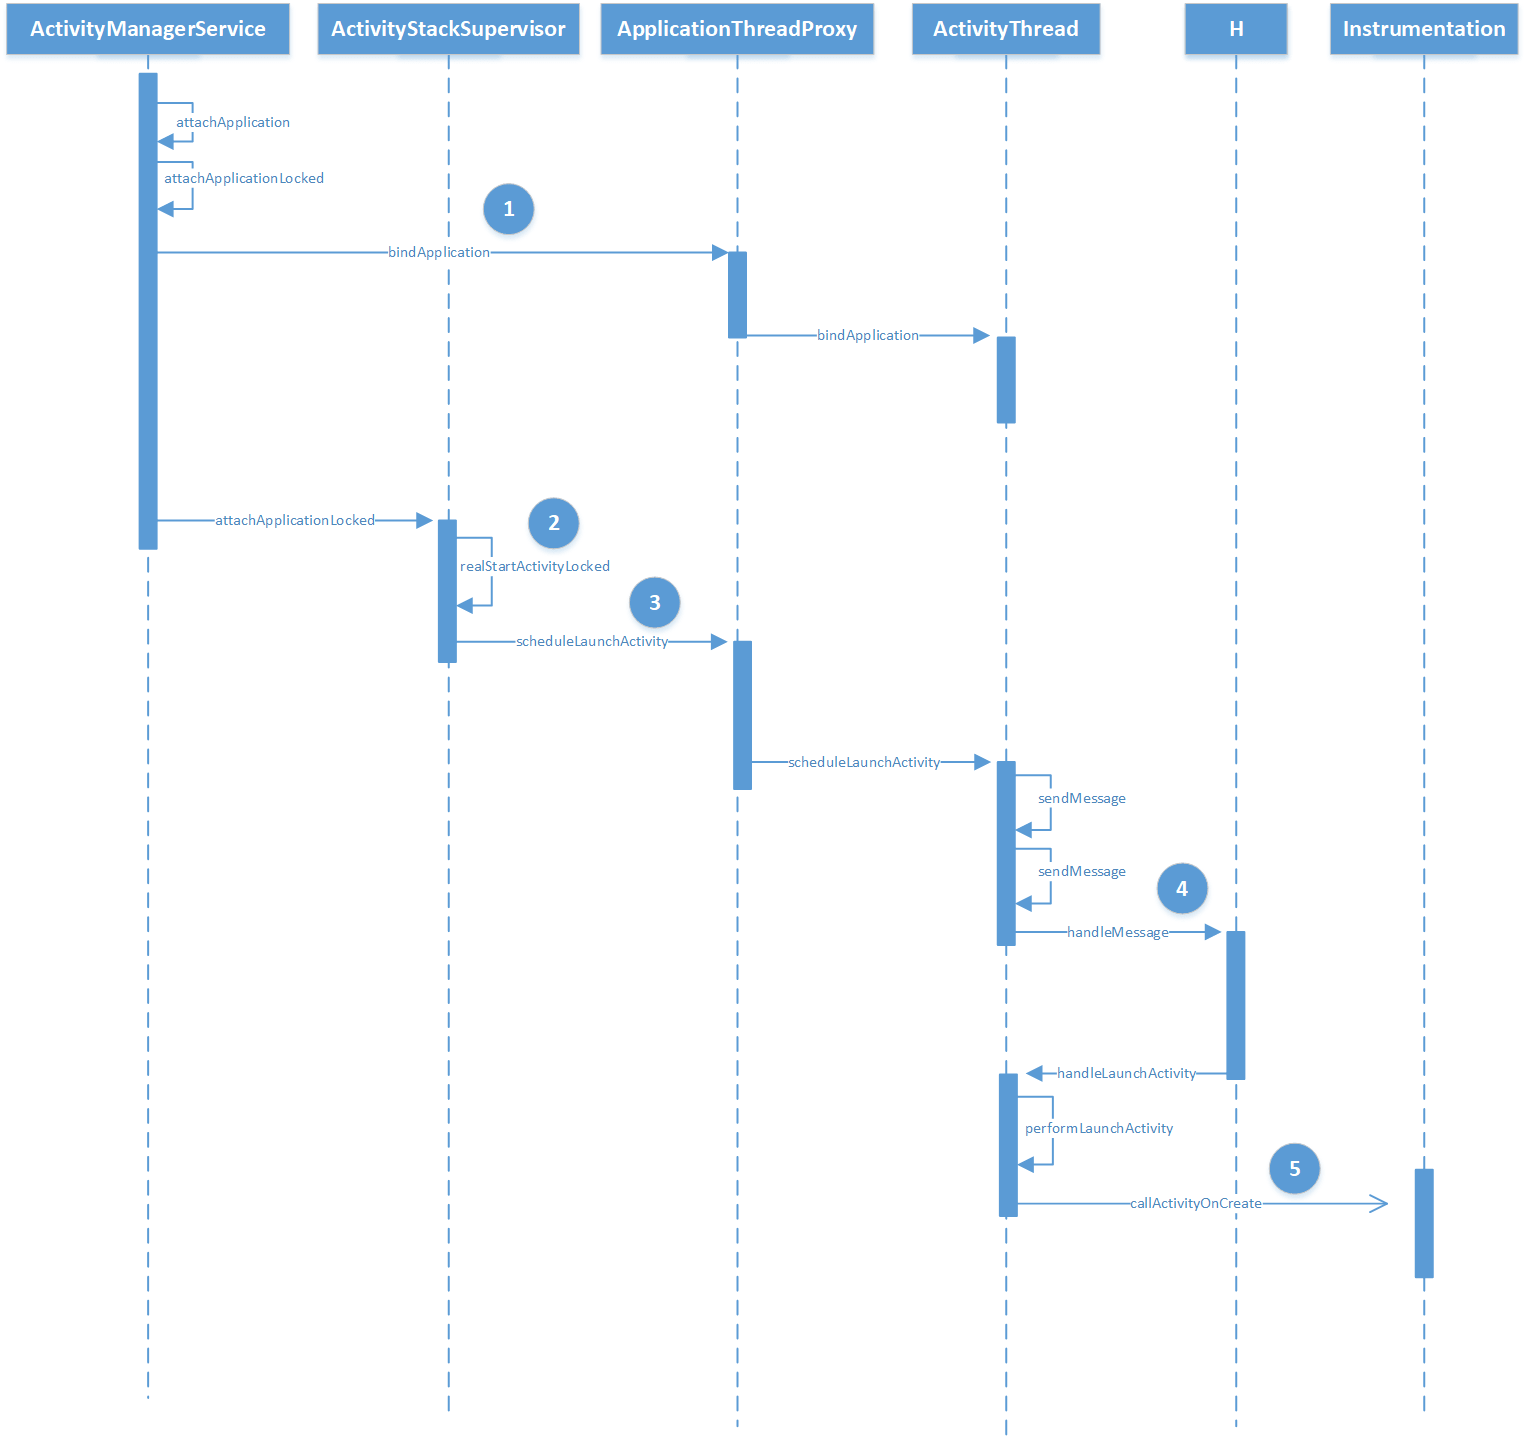 ActivityManagerService
ActivityStackSupervisor
ApplicationThreadProxy
ActivityThread
H
Instrumentation
attachApplication
attachApplicationLocked
1
bindApplication
bindApplication
attachApplicationLocked
2
realStartActivityLocked
3
scheduleLaunchActivity
scheduleLaunchActivity
sendMessage
sendMessage
4
handleMessage
handleLaunchActivity
performLaunchActivity
5
callActivityOnCreate